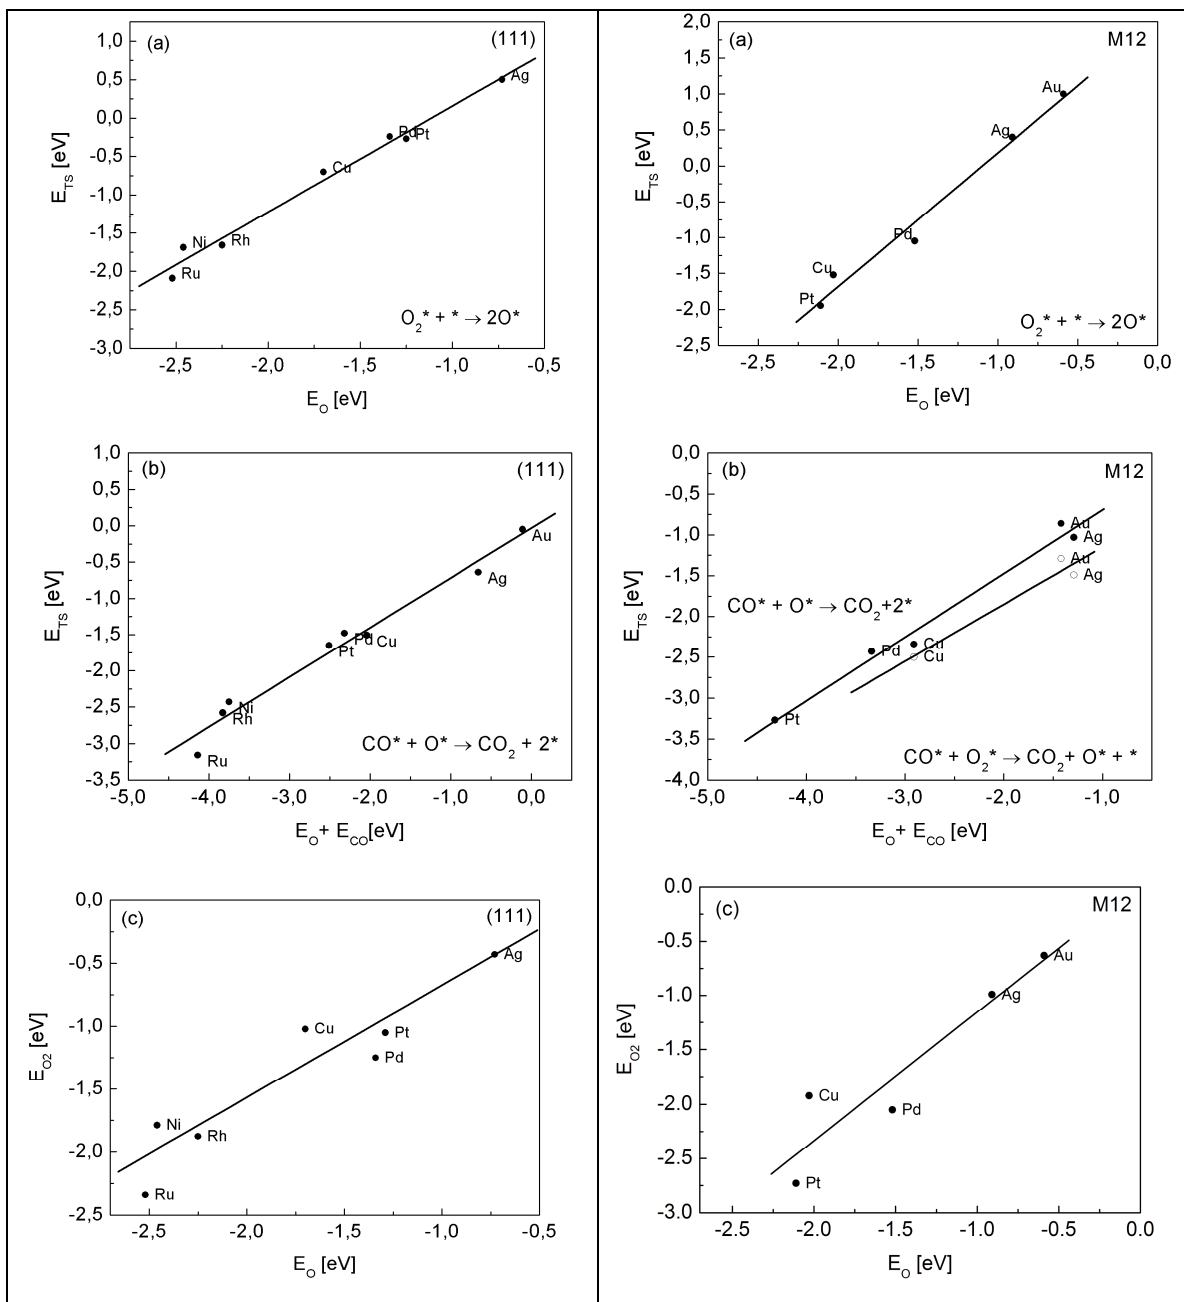 (a) (111)
1,0
0,5
0,0
-0,5
-1,0
-1,5
-2,0
-2,5
-3,0
E_TS [eV]
Ag
Pd
Pt
Cu
Ni
Rh
Ru
O2* + * → 2O*
-2,5 -2,0 -1,5 -1,0 -0,5
E_O [eV]
(a) M12
2,0
1,5
1,0
0,5
0,0
-0,5
-1,0
-1,5
-2,0
-2,5
E_TS [eV]
Au
Ag
Pd
Cu
Pt
O2* + * → 2O*
-2,5 -2,0 -1,5 -1,0 -0,5 0,0
E_O [eV]
(b) (111)
1,0
0,5
0,0
-0,5
-1,0
-1,5
-2,0
-2,5
-3,0
-3,5
E_TS [eV]
Au
Ag
Pd
Cu
Pt
Ni
Rh
Ru
CO* + O* → CO2 + 2*
-5,0 -4,0 -3,0 -2,0 -1,0 0,0
E_O + E_CO[eV]
(b) M12
0,0
-0,5
-1,0
-1,5
-2,0
-2,5
-3,0
-3,5
-4,0
E_TS [eV]
Au
Ag
Au
Ag
CO* + O* → CO2+2*
Cu
Pd
Cu
Pt
CO* + O2* → CO2+ O* + *
-5,0 -4,0 -3,0 -2,0 -1,0
E_O + E_CO [eV]
(c) (111)
0,0
-0,5
-1,0
-1,5
-2,0
-2,5
E_O2 [eV]
Ag
Cu
Pt
Pd
Ni
Rh
Ru
-2,5 -2,0 -1,5 -1,0 -0,5
E_O [eV]
(c) M12
0.0
-0.5
-1.0
-1.5
-2.0
-2.5
-3.0
E_O2 [eV]
Au
Ag
Cu
Pd
Pt
-2.5 -2.0 -1.5 -1.0 -0.5 0.0
E_O [eV]